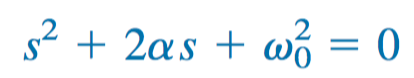 s² + 2αs + ω₀² = 0